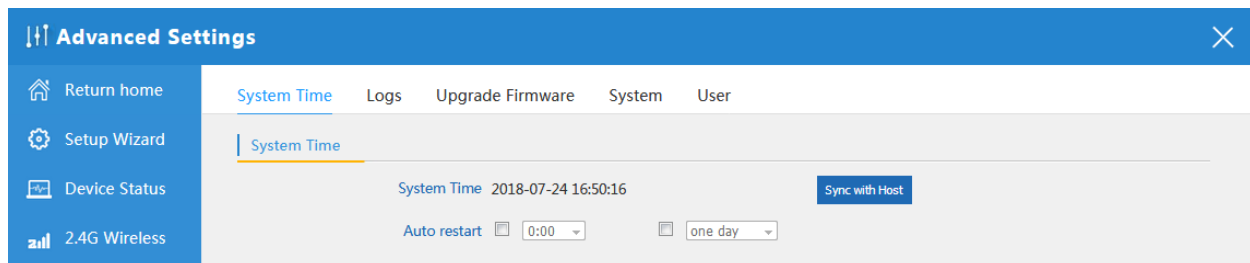 Advanced Settings
Return home
System Time Logs Upgrade Firmware System User
Setup Wizard
System Time
Device Status
System Time 2018-07-24 16:50:16 Sync with Host
2.4G Wireless
Auto restart 0:00 one day